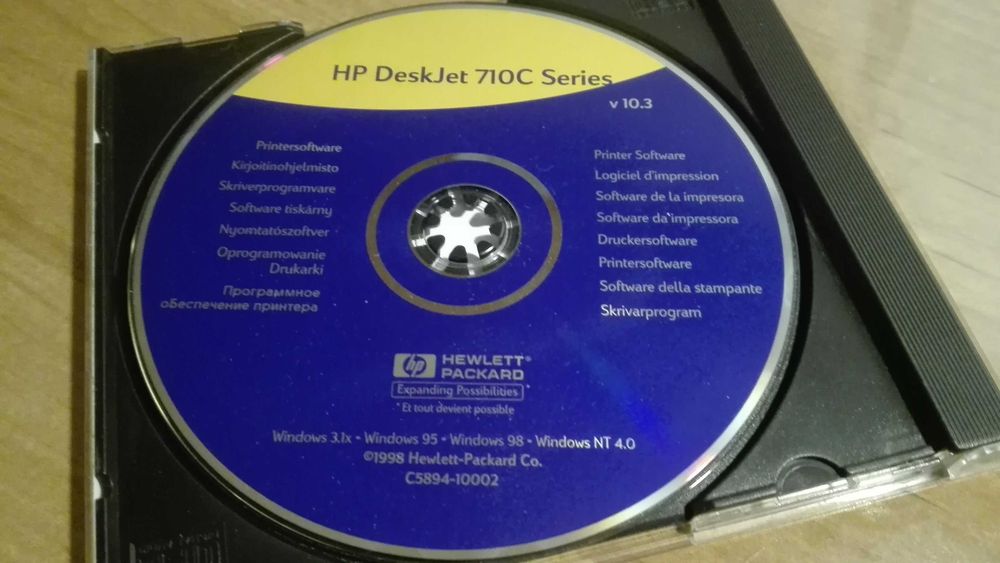 HP DeskJet 710C Series
v 10.3
Printersoftware
Kirjoitinohjelmisto
Skriverprogramvare
Software tiskárny
Nyomtatószoftver
Oprogramowanie
Drukarki
Программное
обеспечение принтера
Printer Software
Logiciel d'impression
Software de la impresora
Software da impressora
Druckersoftware
Printersoftware
Software della stampante
Skrivarprogram
hp HEWLETT®
PACKARD
Expanding Possibilities*
*Et tout devient possible
Windows 3.1x • Windows 95 • Windows 98 • Windows NT 4.0
©1998 Hewlett-Packard Co.
C5894-10002